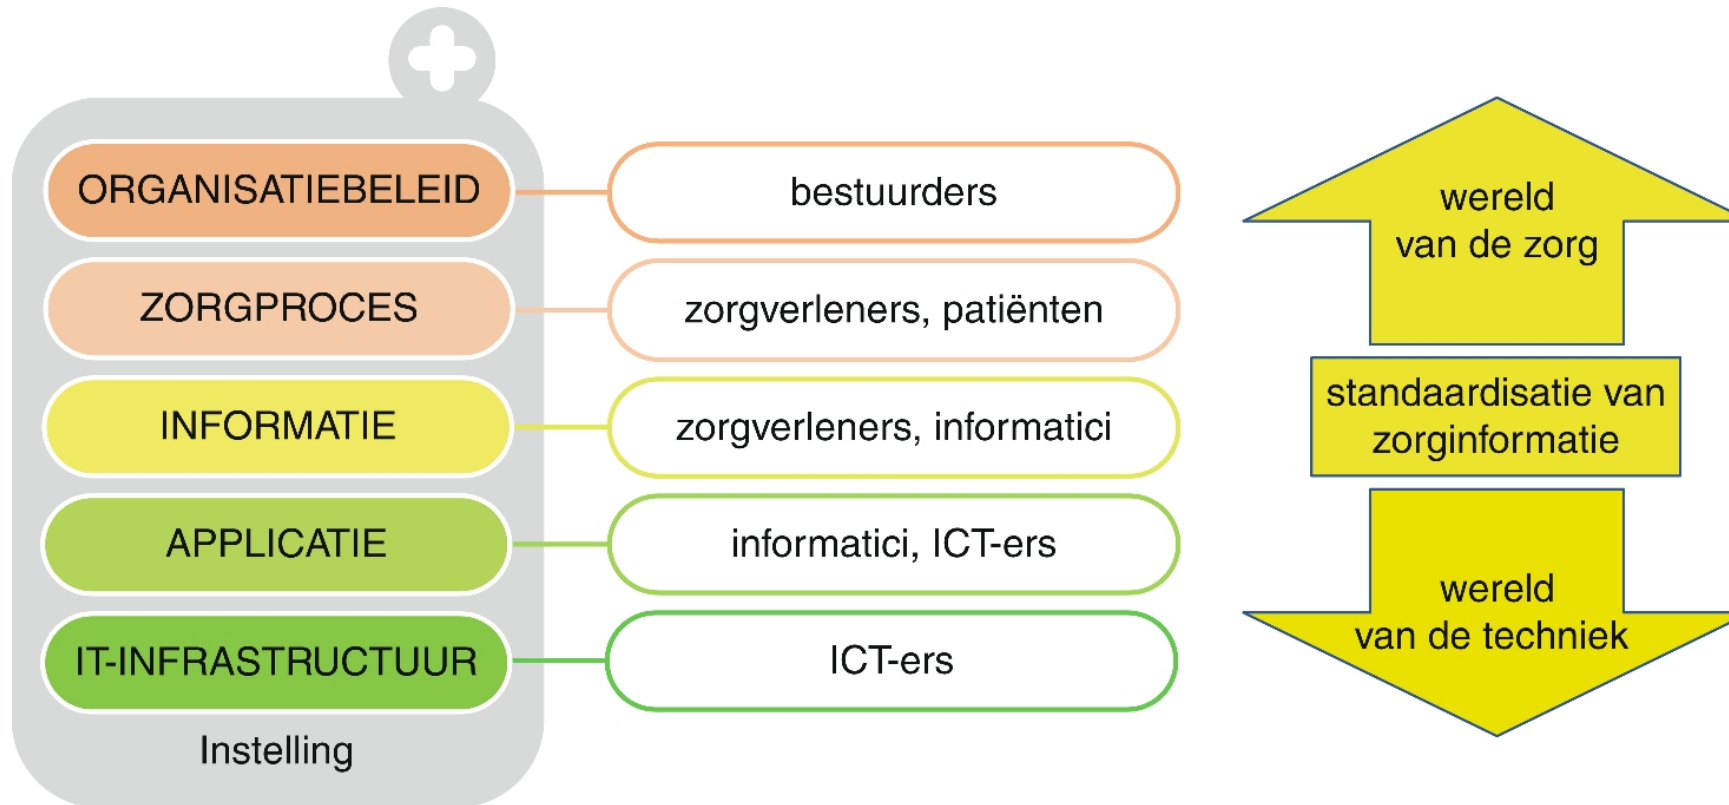 ORGANISATIEBELEID
bestuurders
ZORGPROCES
zorgverleners, patiënten
INFORMATIE
zorgverleners, informatici
APPLICATIE
informatici, ICT-ers
IT-INFRASTRUCTUUR
ICT-ers
Instelling
wereld
van de zorg
standaardisatie van
zorginformatie
wereld
van de techniek